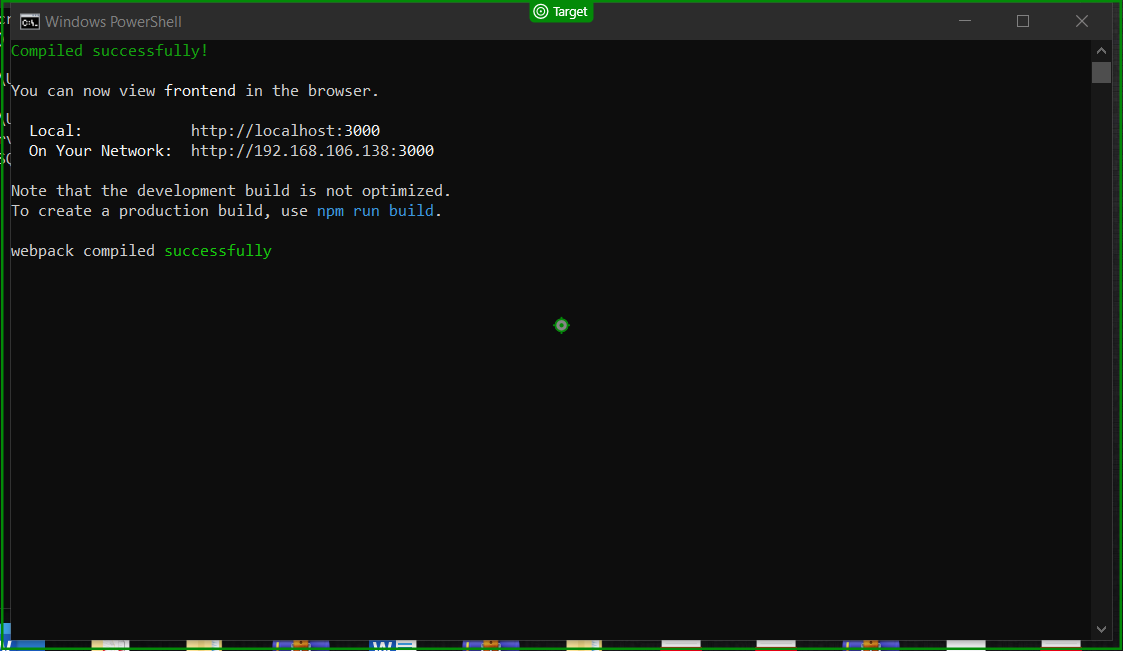 Target
Windows PowerShell
Compiled successfully!
You can now view frontend in the browser.
Local: http://localhost:3000
On Your Network: http://192.168.106.138:3000
Note that the development build is not optimized.
To create a production build, use npm run build.
webpack compiled successfully